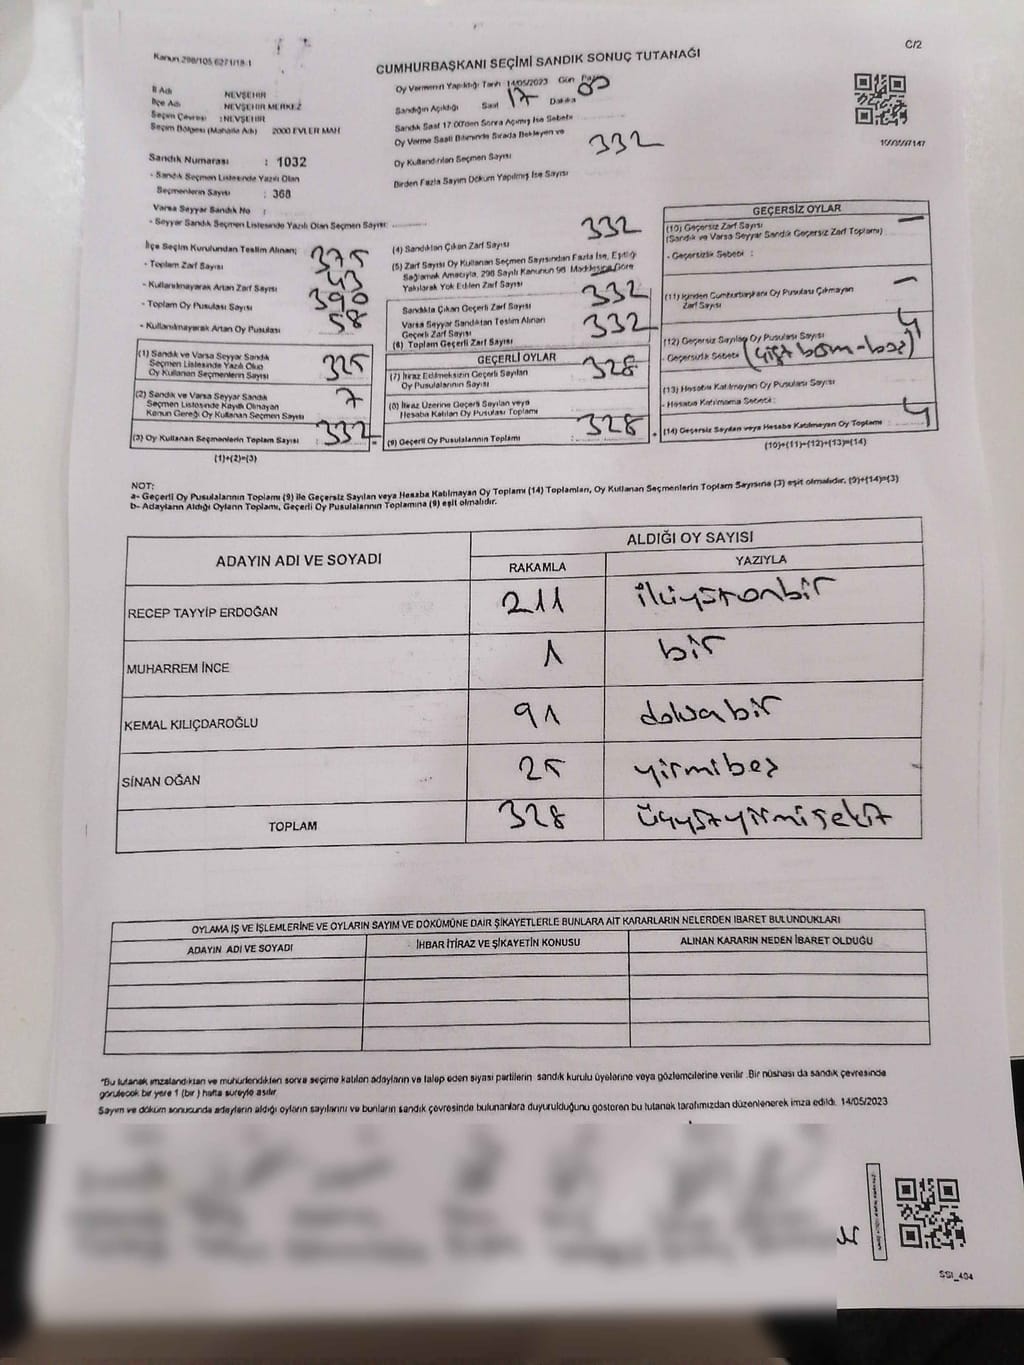 C/2
Kanun 298/105 6271/18-1
CUMHURBAŞKANI SEÇİMİ SANDIK SONUÇ TUTANAĞI
İl Adı : NEVŞEHİR
İlçe Adı : NEVŞEHİR MERKEZ
Seçim Çevresi : NEVŞEHİR
Seçim Bölgesi (Mahalle Adı) 2000 EVLER MAH
Oy Vermenin Yapıldığı Tarih 14/05/2023 Gün Pazar
Sandığın Açıldığı Saat 17 Dakika 00
Sandık Saat 17:00'den Sonra Açılmış İse Sebebi
Oy Verme Saati Bitiminde Sırada Bekleyen ve
Oy Kullandırılan Seçmen Sayısı 332
Birden Fazla Sayım Döküm Yapılmış İse Sayısı
Sandık Numarası : 1032
- Sandık Seçmen Listesinde Yazılı Olan
Seçmenlerin Sayısı : 368
Varsa Seyyar Sandık No :
- Seyyar Sandık Seçmen Listesinde Yazılı Olan Seçmen Sayısı:
İlçe Seçim Kurulundan Teslim Alınan;
- Toplam Zarf Sayısı 375
- Kullanılmayarak Artan Zarf Sayısı 43
- Toplam Oy Pusulası Sayısı 390
- Kullanılmayarak Artan Oy Pusulası 58
(1) Sandık ve Varsa Seyyar Sandık
Seçmen Listesinde Yazılı Olup
Oy Kullanan Seçmenlerin Sayısı 325
(2) Sandık ve Varsa Seyyar Sandık
Seçmen Listesinde Kayıtlı Olmayan
Kanun Gereği Oy Kullanan Seçmen Sayısı 7
(3) Oy Kullanan Seçmenlerin Toplam Sayısı : 332 =
(1)+(2)=(3)
(4) Sandıktan Çıkan Zarf Sayısı 332
(5) Zarf Sayısı Oy Kullanan Seçmen Sayısından Fazla İse, Eşitliği
Sağlamak Amacıyla, 298 Sayılı Kanunun 98. Maddesine Göre
Yakılarak Yok Edilen Zarf Sayısı
Sandıkta Çıkan Geçerli Zarf Sayısı 332
Varsa Seyyar Sandıktan Teslim Alınan
Geçerli Zarf Sayısı
(6) Toplam Geçerli Zarf Sayısı 332
GEÇERLİ OYLAR
(7) İtiraz Edilmeksizin Geçerli Sayılan
Oy Pusulalarının Sayısı 328
(8) İtiraz Üzerine Geçerli Sayılan veya
Hesaba Katılan Oy Pusulası Toplamı
(9) Geçerli Oy Pusulalarının Toplamı : 328
GEÇERSİZ OYLAR
(10) Geçersiz Zarf Sayısı —
(Sandık ve Varsa Seyyar Sandık Geçersiz Zarf Toplamı)
- Geçersizlik Sebebi :
(11) İçinden Cumhurbaşkanı Oy Pusulası Çıkmayan —
Zarf Sayısı
(12) Geçersiz Sayılan Oy Pusulası Sayısı 4
- Geçersizlik Sebebi
(13) Hesaba Katılmayan Oy Pusulası Sayısı
- Hesaba Katılmama Sebebi :
(14) Geçersiz Sayılan veya Hesaba Katılmayan Oy Toplamı : 4
(10)+(11)+(12)+(13)=(14)
NOT:
a- Geçerli Oy Pusulalarının Toplamı (9) ile Geçersiz Sayılan veya Hesaba Katılmayan Oy Toplamı (14) Toplamları, Oy Kullanan Seçmenlerin Toplam Sayısına (3) eşit olmalıdır. (9)+(14)=(3)
b- Adayların Aldığı Oyların Toplamı, Geçerli Oy Pusulalarının Toplamına (9) eşit olmalıdır.
ADAYIN ADI VE SOYADI ALDIĞI OY SAYISI
RAKAMLA YAZIYLA
RECEP TAYYİP ERDOĞAN 211 ikiyüzonbir
MUHARREM İNCE 1 bir
KEMAL KILIÇDAROĞLU 91 doksabir
SİNAN OĞAN 25 yirmibeş
TOPLAM 328 üçyüzyirmisekiz
OYLAMA İŞ VE İŞLEMLERİNE VE OYLARIN SAYIM VE DÖKÜMÜNE DAİR ŞİKAYETLERLE BUNLARA AİT KARARLARIN NELERDEN İBARET BULUNDUKLARI
ADAYIN ADI VE SOYADI İHBAR İTİRAZ VE ŞİKAYETİN KONUSU ALINAN KARARIN NEDEN İBARET OLDUĞU
*Bu tutanak imzalandıktan ve mühürlendikten sonra seçime katılan adayların ve talep eden siyasi partilerin sandık kurulu üyelerine veya gözlemcilerine verilir. Bir nüshası da sandık çevresinde
görülecek bir yere 1 (bir ) hafta süreyle asılır.
Sayım ve döküm sonucunda adayların aldığı oyların sayılarını ve bunların sandık çevresinde bulunanlara duyurulduğunu gösteren bu tutanak tarafımızdan düzenlenerek imza edildi. 14/05/2023
SSI_404